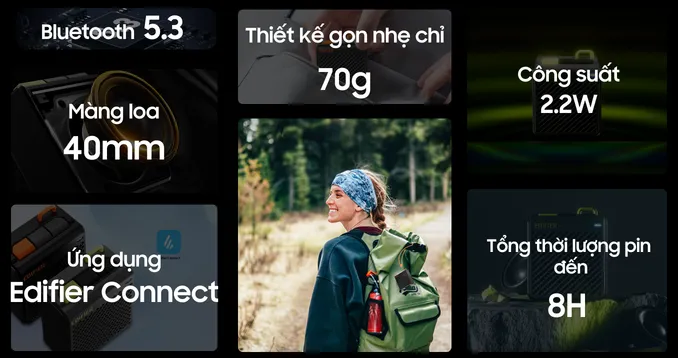 Bluetooth 5.3
Màng loa
40mm
Ứng dụng
Edifier Connect
Thiết kế gọn nhẹ chỉ
70g
Công suất
2.2W
Tổng thời lượng pin
đến
8H